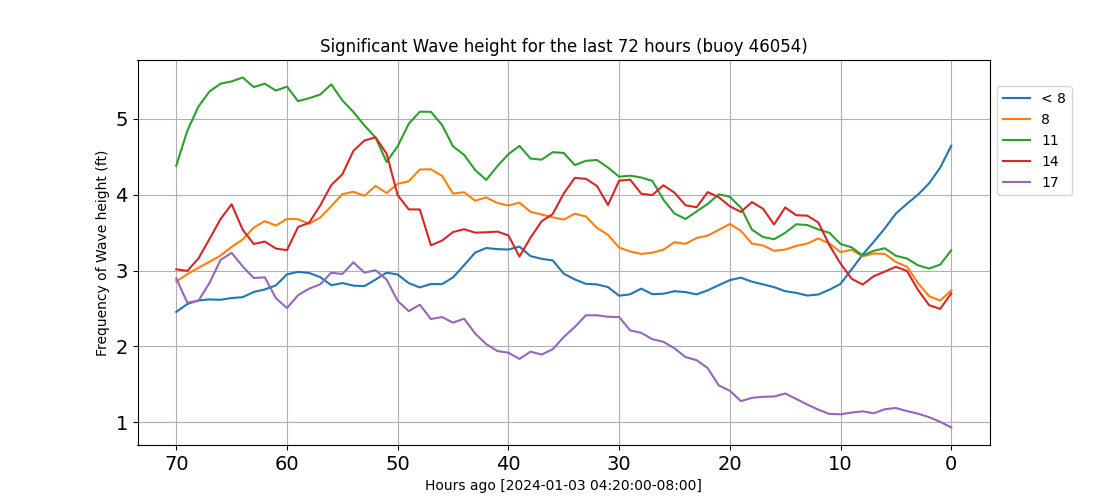 Significant Wave height for the last 72 hours (buoy 46054)
Frequency of Wave height (ft)
5
4
3
2
1
70 60 50 40 30 20 10 0
Hours ago [2024-01-03 04:20:00-08:00]
< 8
8
11
14
17